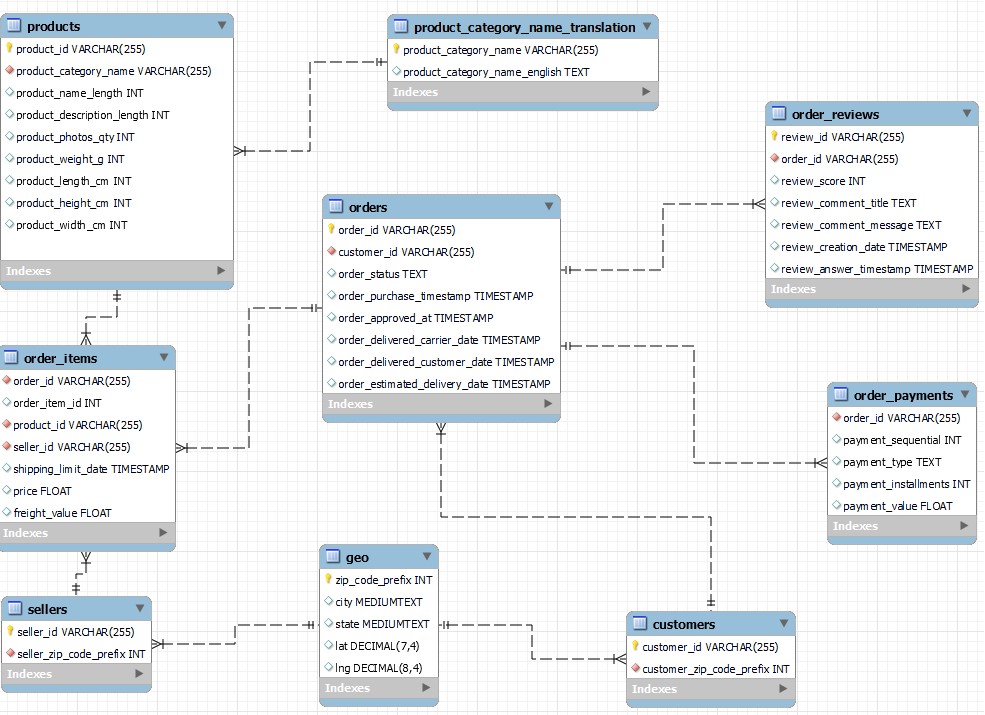 products
product_id VARCHAR(255)
product_category_name VARCHAR(255)
product_name_length INT
product_description_length INT
product_photos_qty INT
product_weight_g INT
product_length_cm INT
product_height_cm INT
product_width_cm INT
Indexes
product_category_name_translation
product_category_name VARCHAR(255)
product_category_name_english TEXT
Indexes
order_reviews
review_id VARCHAR(255)
order_id VARCHAR(255)
review_score INT
review_comment_title TEXT
review_comment_message TEXT
review_creation_date TIMESTAMP
review_answer_timestamp TIMESTAMP
Indexes
orders
order_id VARCHAR(255)
customer_id VARCHAR(255)
order_status TEXT
order_purchase_timestamp TIMESTAMP
order_approved_at TIMESTAMP
order_delivered_carrier_date TIMESTAMP
order_delivered_customer_date TIMESTAMP
order_estimated_delivery_date TIMESTAMP
Indexes
order_items
order_id VARCHAR(255)
order_item_id INT
product_id VARCHAR(255)
seller_id VARCHAR(255)
shipping_limit_date TIMESTAMP
price FLOAT
freight_value FLOAT
Indexes
order_payments
order_id VARCHAR(255)
payment_sequential INT
payment_type TEXT
payment_installments INT
payment_value FLOAT
Indexes
sellers
seller_id VARCHAR(255)
seller_zip_code_prefix INT
Indexes
geo
zip_code_prefix INT
city MEDIUMTEXT
state MEDIUMTEXT
lat DECIMAL(7,4)
lng DECIMAL(8,4)
Indexes
customers
customer_id VARCHAR(255)
customer_zip_code_prefix INT
Indexes